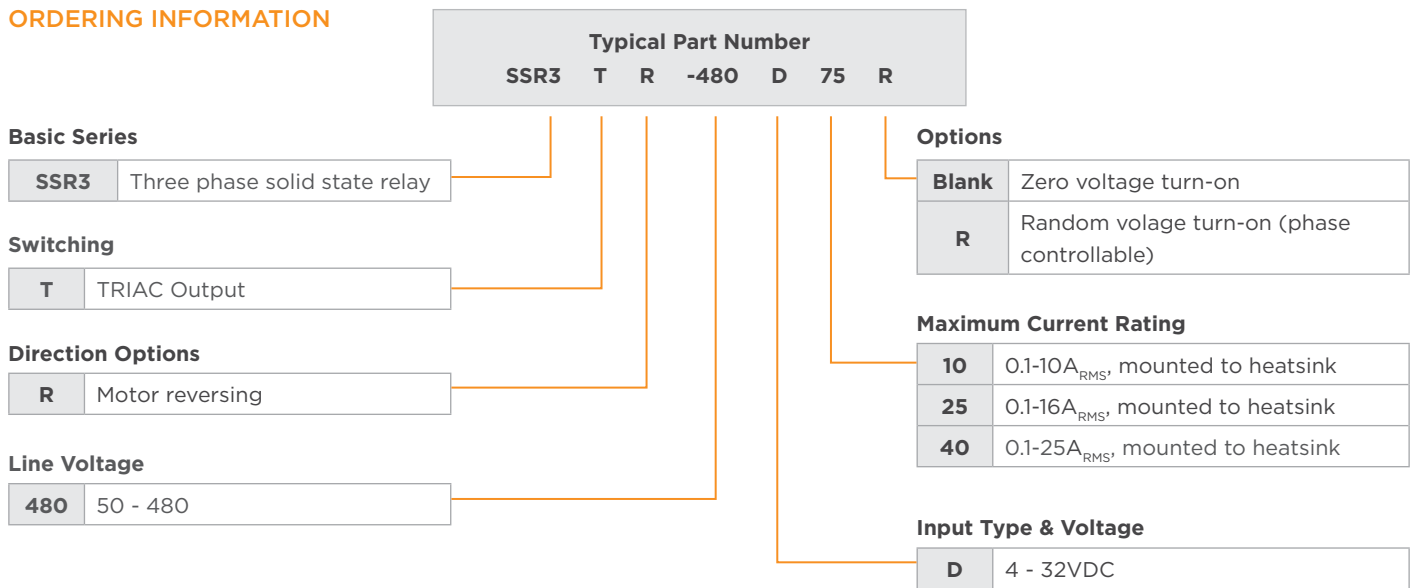 ORDERING INFORMATION
Typical Part Number
SSR3 T R -480 D 75 R
Basic Series
SSR3 Three phase solid state relay
Switching
T TRIAC Output
Direction Options
R Motor reversing
Line Voltage
480 50 - 480
Options
Blank Zero voltage turn-on
R Random volage turn-on (phase
controllable)
Maximum Current Rating
10 0.1-10ARMS, mounted to heatsink
25 0.1-16ARMS, mounted to heatsink
40 0.1-25ARMS, mounted to heatsink
Input Type & Voltage
D 4 - 32VDC